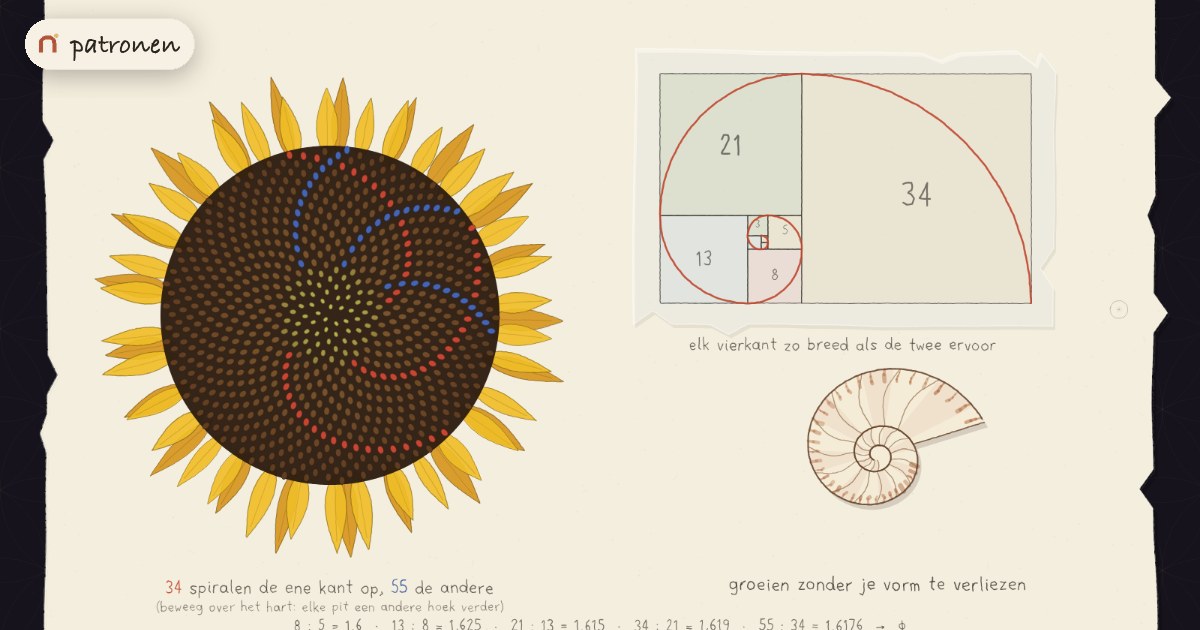 patronen
21
34
3
5
13
8
elk vierkant zo breed als de twee ervoor
34 spiralen de ene kant op, 55 de andere
(beweeg over het hart: elke pit een andere hoek verder)
groeien zonder je vorm te verliezen
8 : 5 = 1.6 · 13 : 8 = 1.625 · 21 : 13 = 1.615 · 34 : 21 = 1.619 · 55 : 34 = 1.6176 → φ